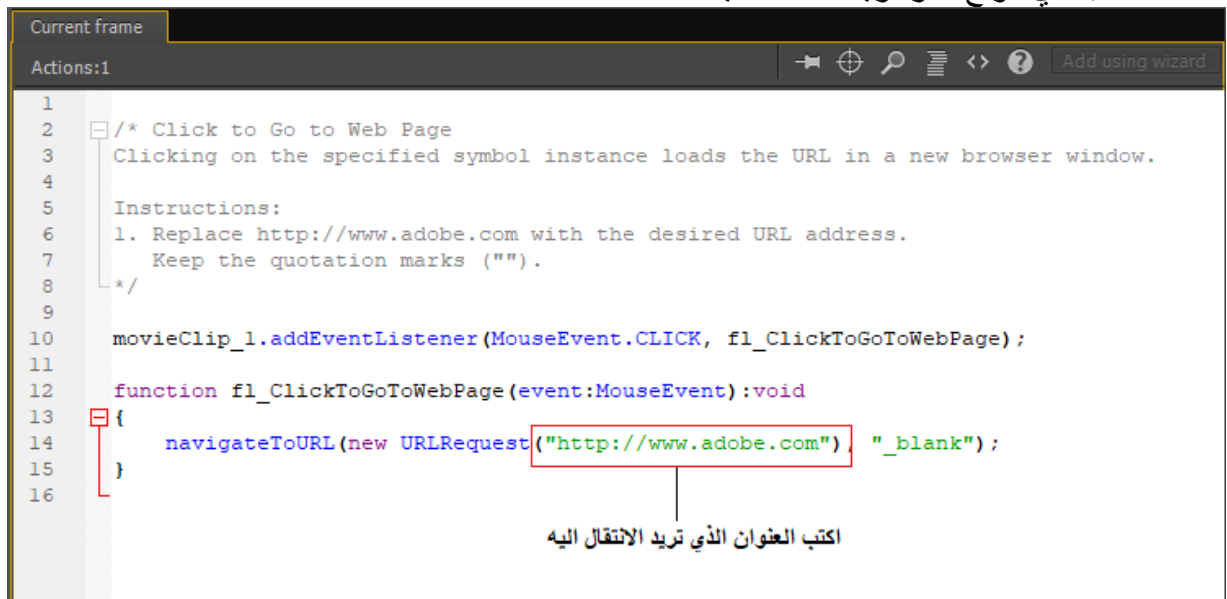 Current frame
Actions:1
Add using wizard
1
2 /* Click to Go to Web Page
3 Clicking on the specified symbol instance loads the URL in a new browser window.
4
5 Instructions:
6 1. Replace http://www.adobe.com with the desired URL address.
7 Keep the quotation marks ("").
8 */
9
10 movieClip_1.addEventListener(MouseEvent.CLICK, fl_ClickToGoToWebPage);
11
12 function fl_ClickToGoToWebPage(event:MouseEvent):void
13 {
14 navigateToURL(new URLRequest("http://www.adobe.com"), "_blank");
15 }
16
اكتب العنوان الذي تريد الانتقال اليه